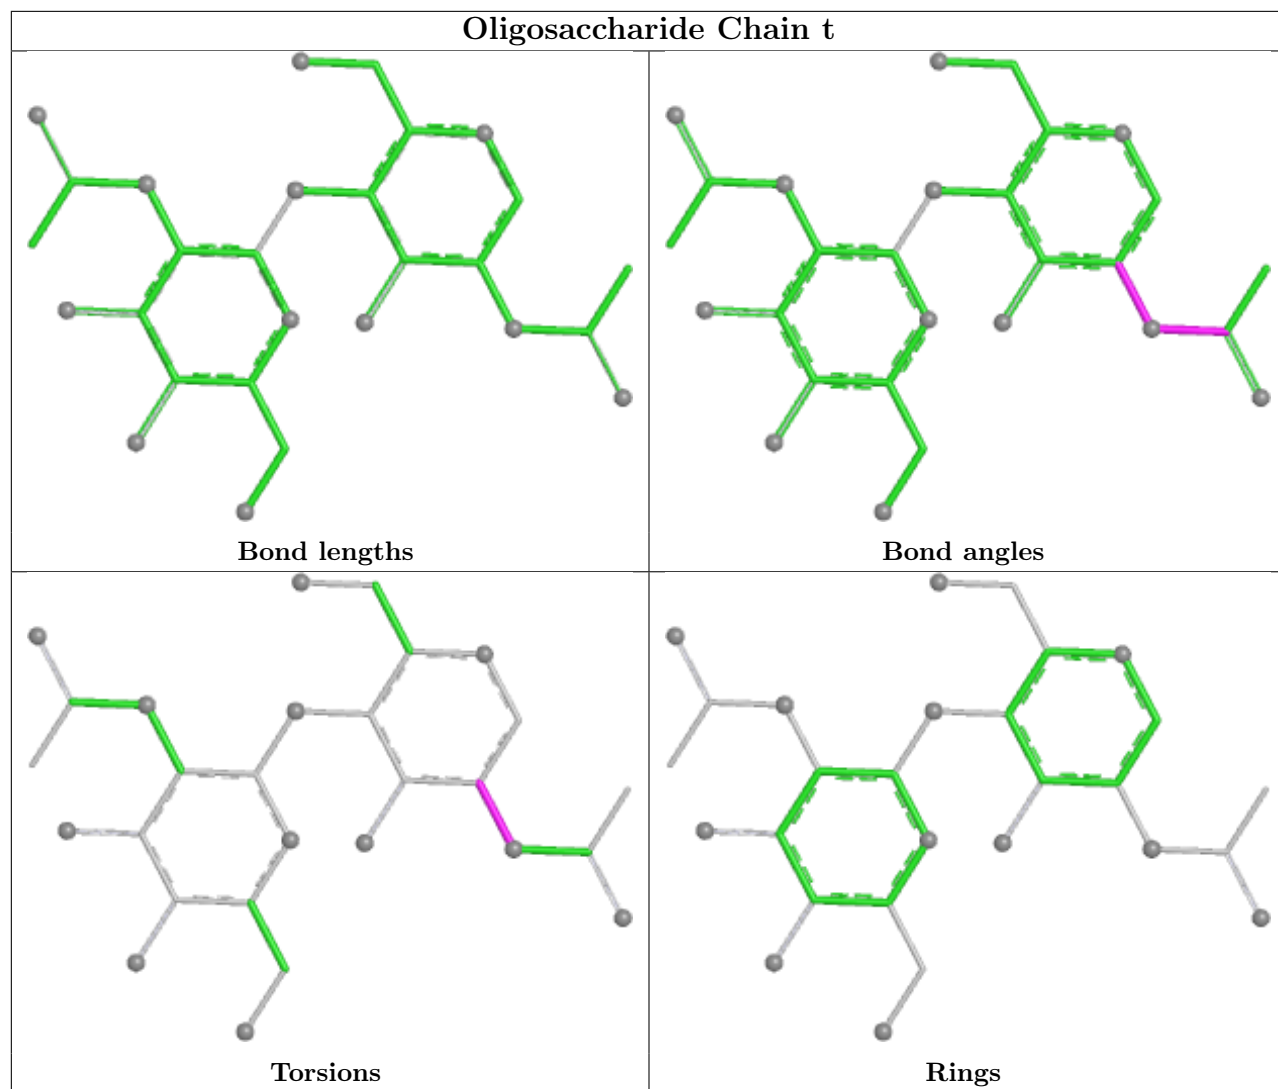 Oligosaccharide Chain t
Bond lengths
Bond angles
Torsions
Rings